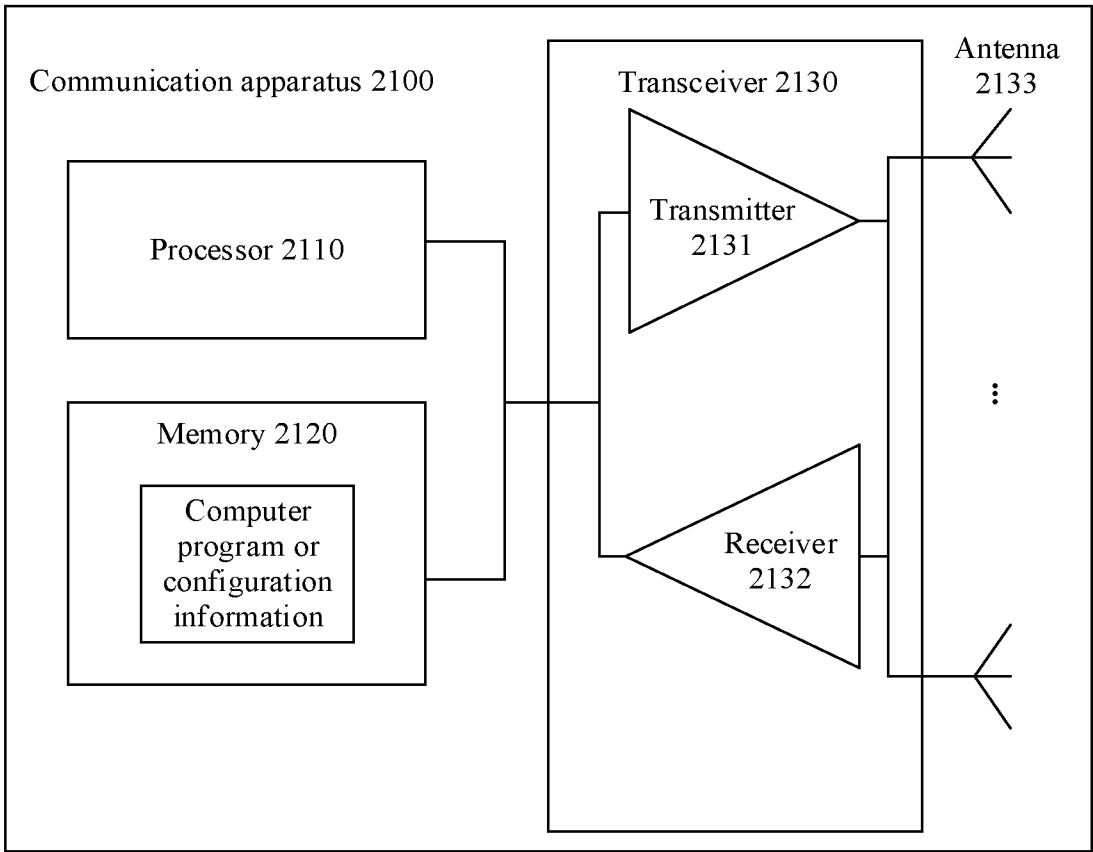 Communication apparatus 2100
Processor 2110
Memory 2120
Computer
program or
configuration
information
Transceiver 2130
Transmitter
2131
Receiver
2132
Antenna
2133